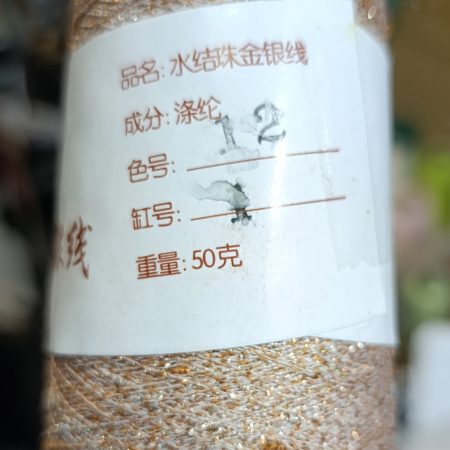 品名: 水结珠金银线
成分: 涤纶
色号: 12
缸号:
重量: 50克
线